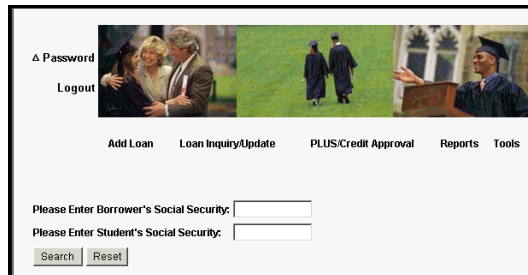 Δ Password
Logout
Add Loan Loan Inquiry/Update PLUS/Credit Approval Reports Tools
Please Enter Borrower's Social Security:
Please Enter Student's Social Security:
Search Reset